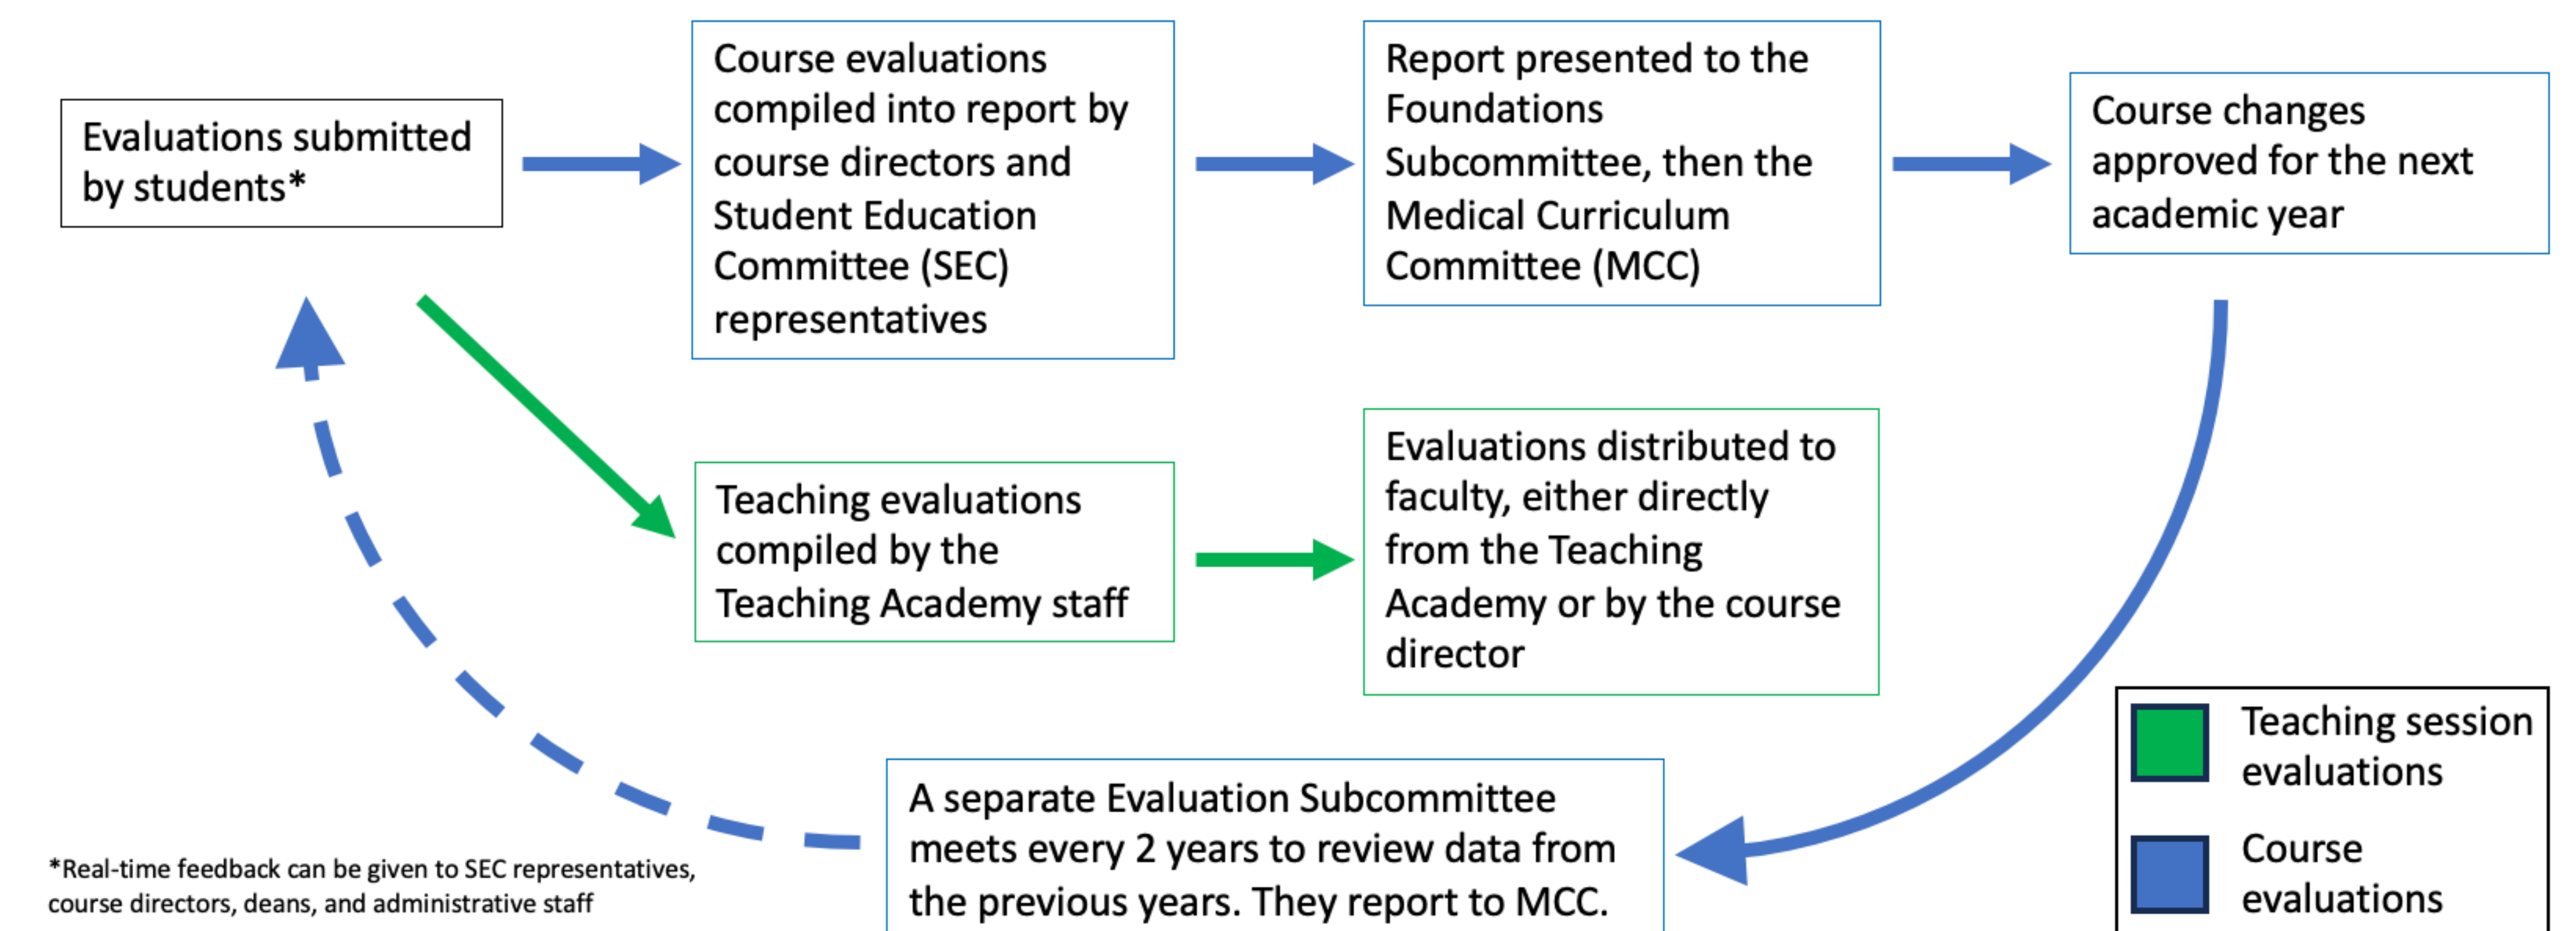 Evaluations submitted
by students*
Course evaluations
compiled into report by
course directors and
Student Education
Committee (SEC)
representatives
Report presented to the
Foundations
Subcommittee, then the
Medical Curriculum
Committee (MCC)
Course changes
approved for the next
academic year
Teaching evaluations
compiled by the
Teaching Academy staff
Evaluations distributed to
faculty, either directly
from the Teaching
Academy or by the course
director
A separate Evaluation Subcommittee
meets every 2 years to review data from
the previous years. They report to MCC.
*Real-time feedback can be given to SEC representatives,
course directors, deans, and administrative staff
Teaching session
evaluations
Course
evaluations